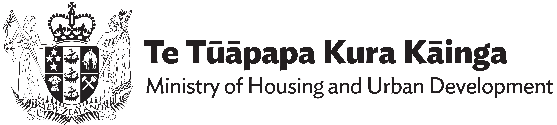 Te Tūāpapa Kura Kāinga
Ministry of Housing and Urban Development